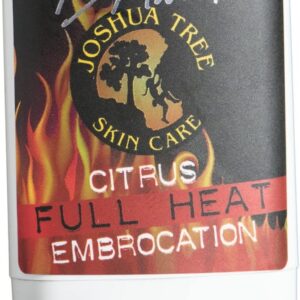 JOSHUA TREE
SKIN CARE
CITRUS
FULL HEAT
EMBROCATION